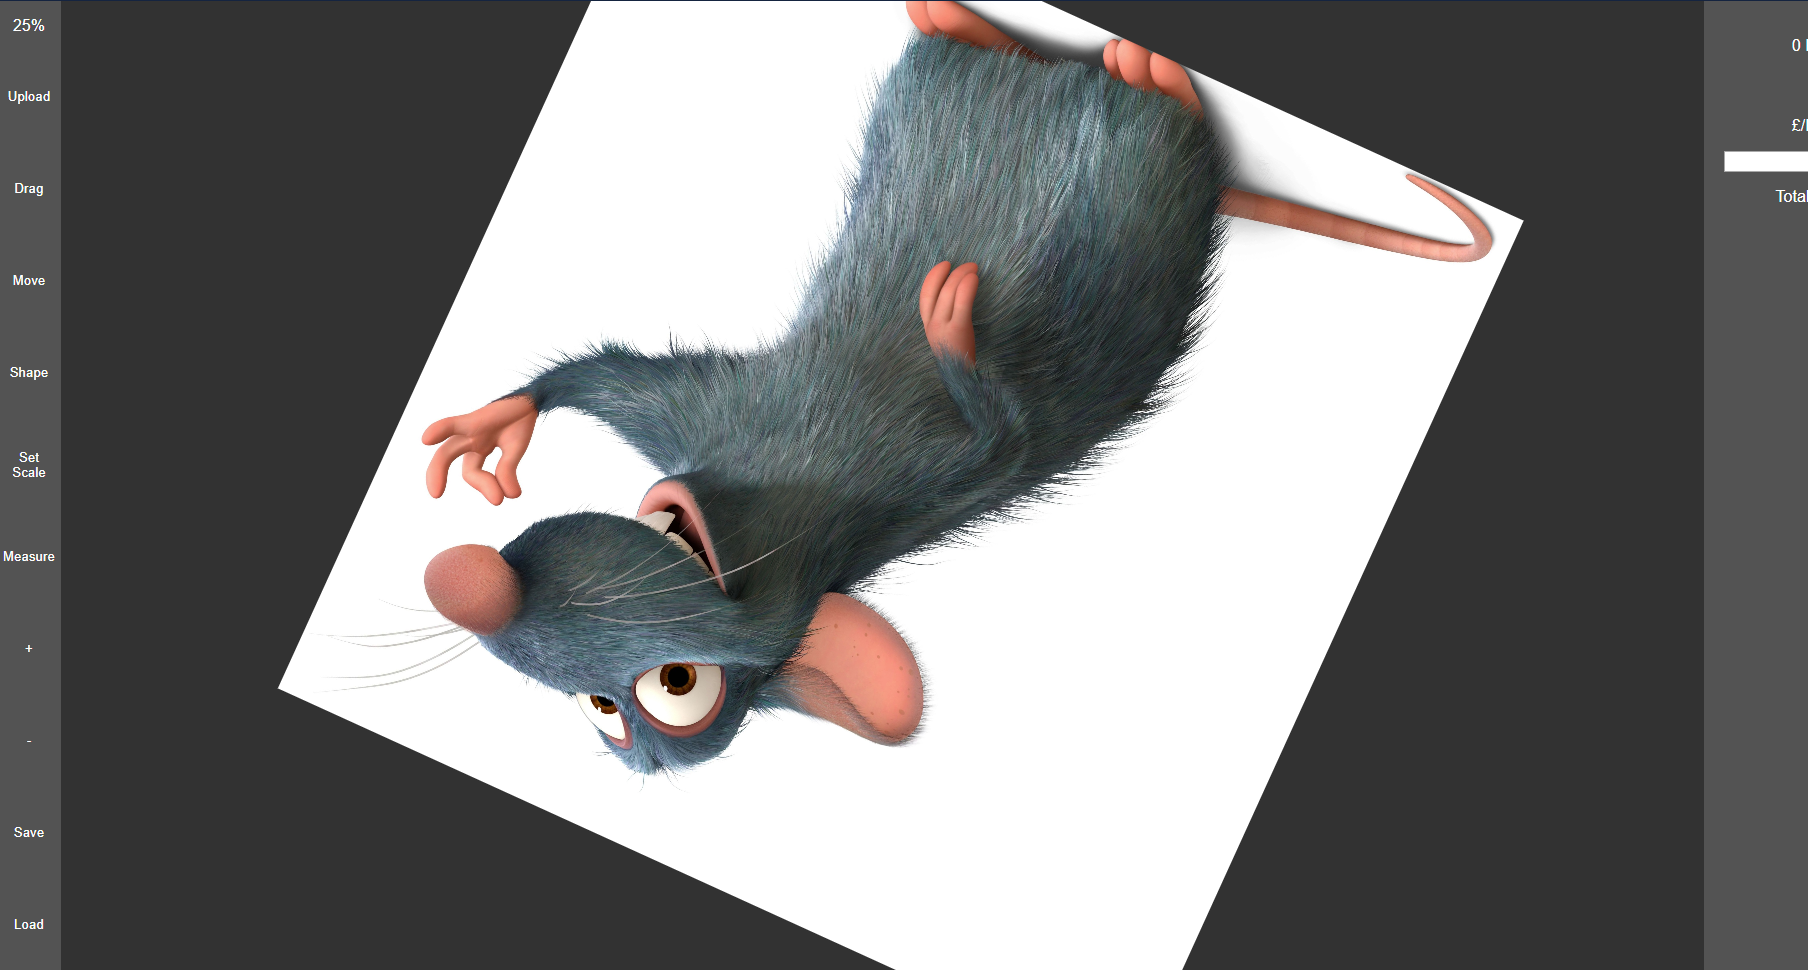 25%
Upload
Drag
Move
Shape
Set
Scale
Measure
+
-
Save
Load
0
£/
Total